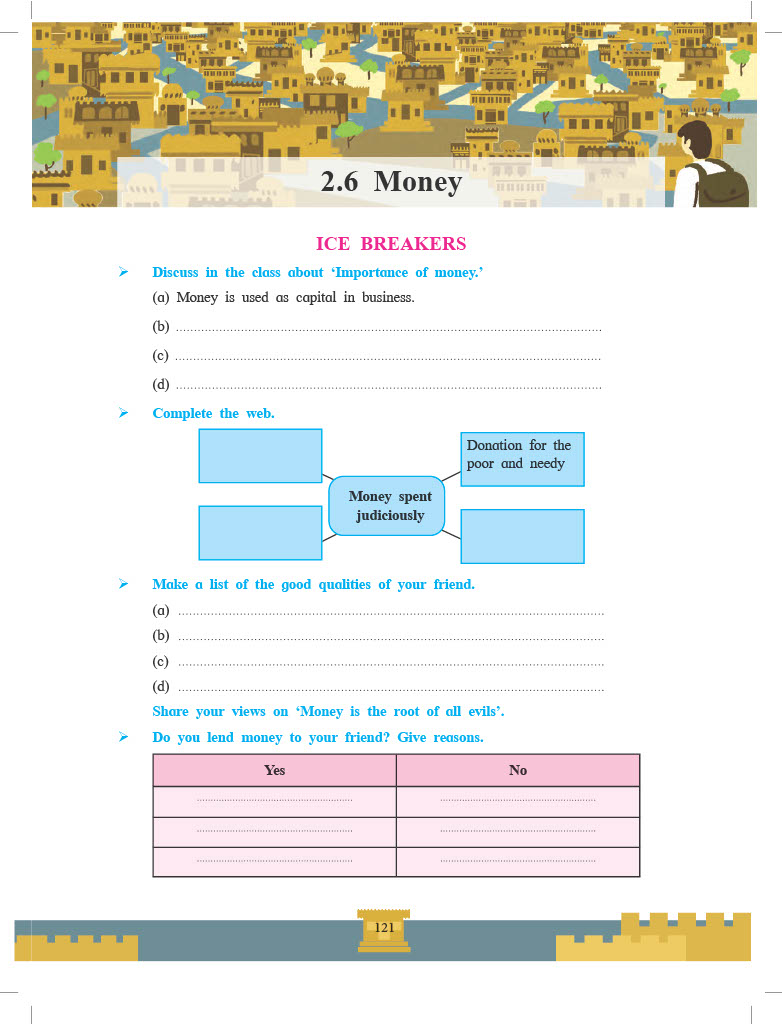 2.6 Money
ICE BREAKERS
➢ Discuss in the class about ‘Importance of money.’
(a) Money is used as capital in business.
(b) ..............................................................................
(c) ..............................................................................
(d) ..............................................................................
➢ Complete the web.
Donation for the
poor and needy
Money spent
judiciously
➢ Make a list of the good qualities of your friend.
(a) ..............................................................................
(b) ..............................................................................
(c) ..............................................................................
(d) ..............................................................................
Share your views on ‘Money is the root of all evils’.
➢ Do you lend money to your friend? Give reasons.
Yes No
.................................... ....................................
.................................... ....................................
.................................... ....................................
121